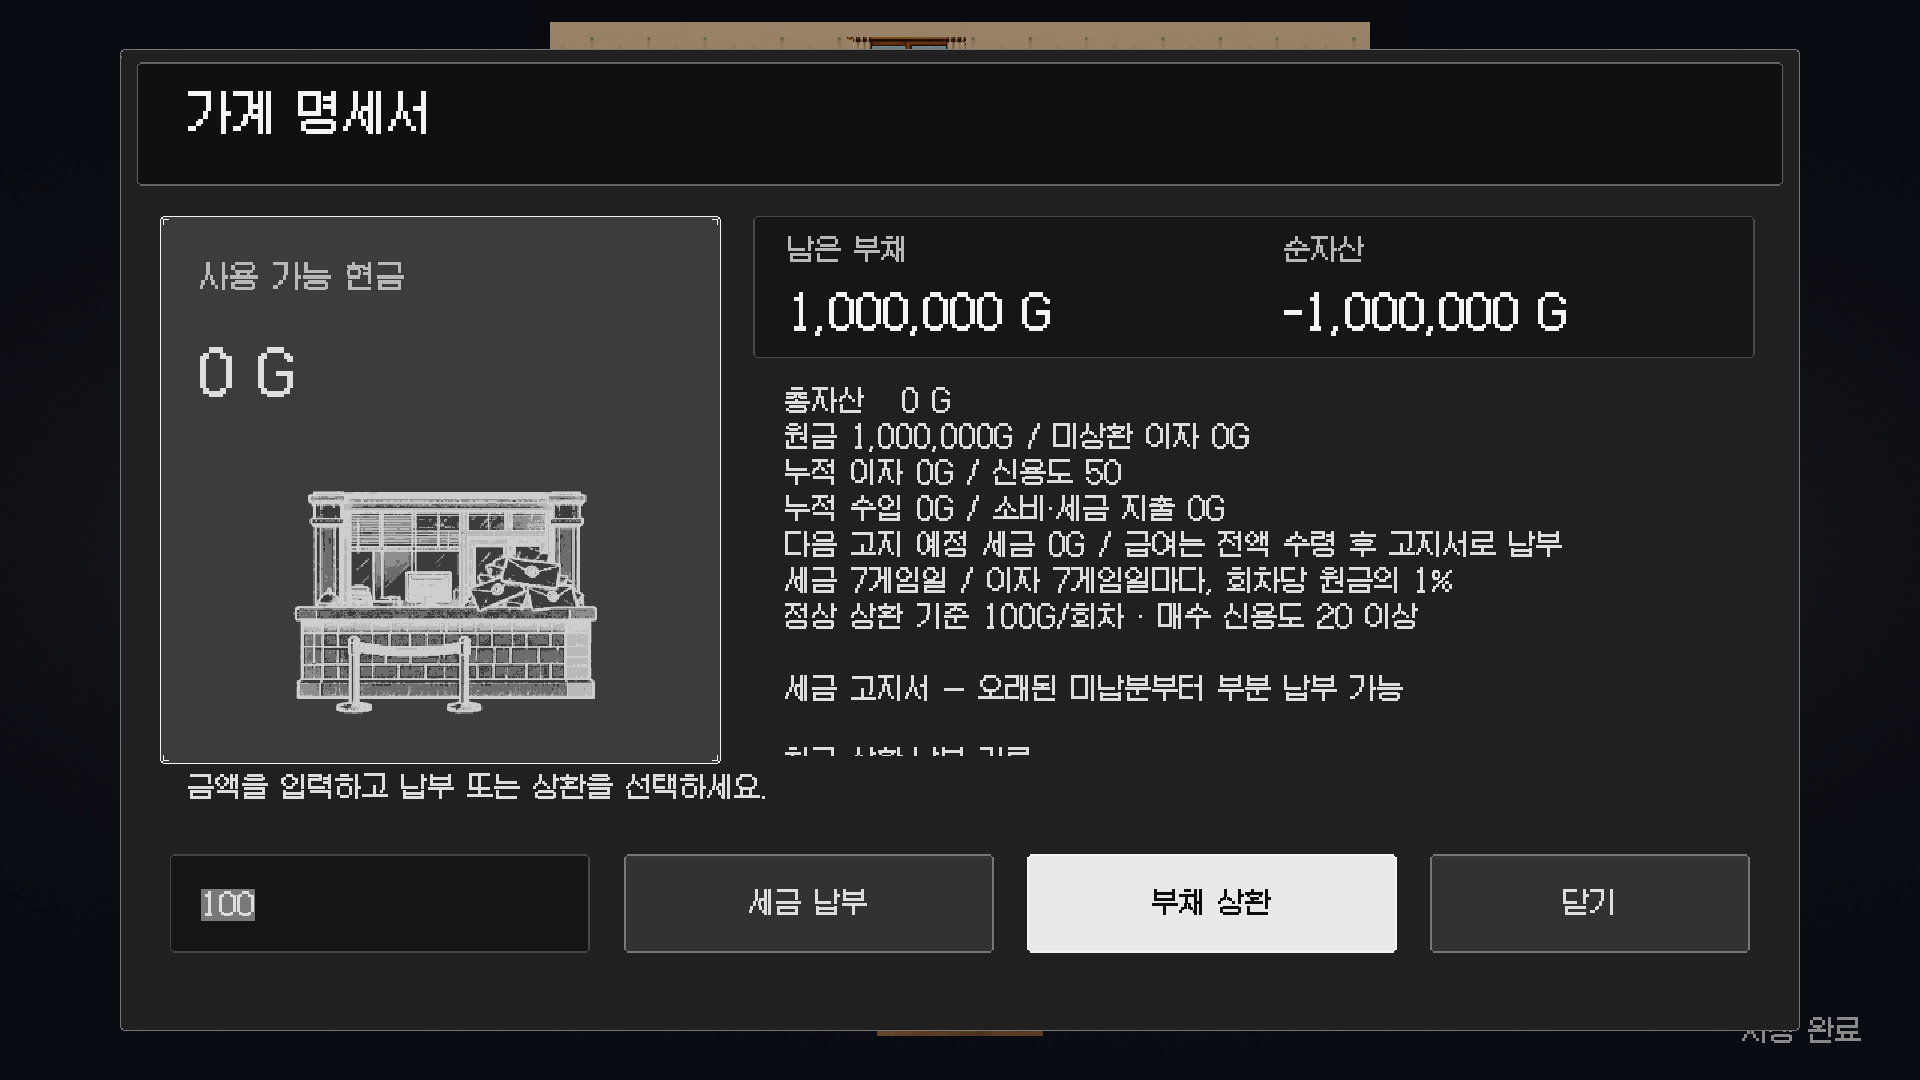 가계 명세서
사용 가능 현금
0 G
남은 부채
1,000,000 G
순자산
-1,000,000 G
총자산 0 G
원금 1,000,000G / 미상환 이자 0G
누적 이자 0G / 신용도 50
누적 수입 0G / 소비·세금 지출 0G
다음 고지 예정 세금 0G / 급여는 전액 수령 후 고지서로 납부
세금 7게임일 / 이자 7게임일마다, 회차당 원금의 1%
정상 상환 기준 100G/회차 · 매수 신용도 20 이상
세금 고지서 — 오래된 미납분부터 부분 납부 가능
금액을 입력하고 납부 또는 상환을 선택하세요.
100
세금 납부
부채 상환
닫기
완료